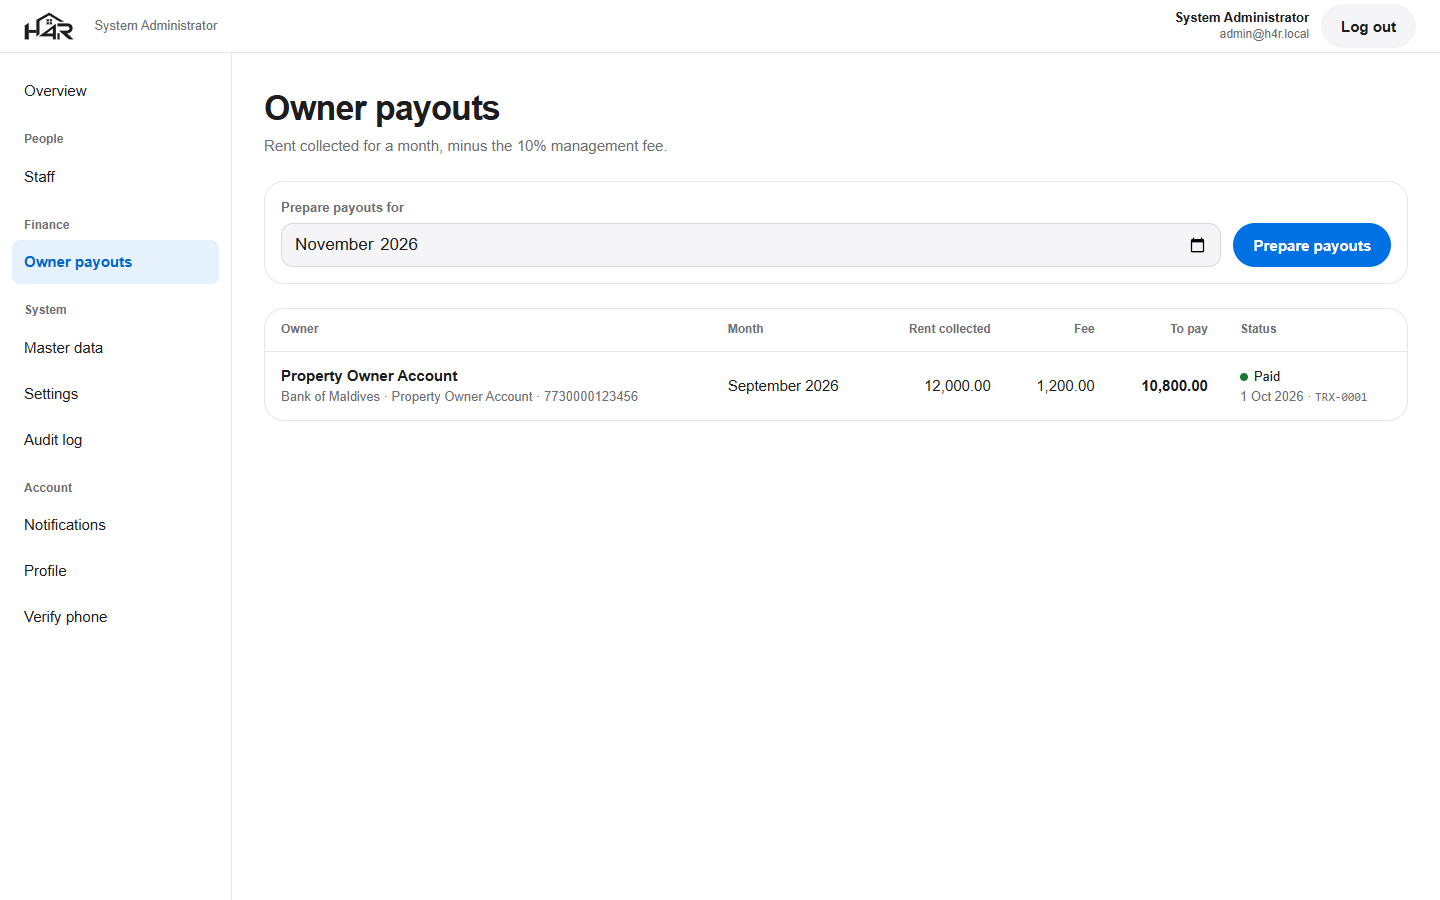 H4R
System Administrator
System Administrator
admin@h4r.local
Log out
Overview
People
Staff
Finance
Owner payouts
System
Master data
Settings
Audit log
Account
Notifications
Profile
Verify phone
Owner payouts
Rent collected for a month, minus the 10% management fee.
Prepare payouts for
November 2026
Prepare payouts
Owner Month Rent collected Fee To pay Status
Property Owner Account
Bank of Maldives · Property Owner Account · 7730000123456
September 2026 12,000.00 1,200.00 10,800.00
Paid
1 Oct 2026 · TRX-0001